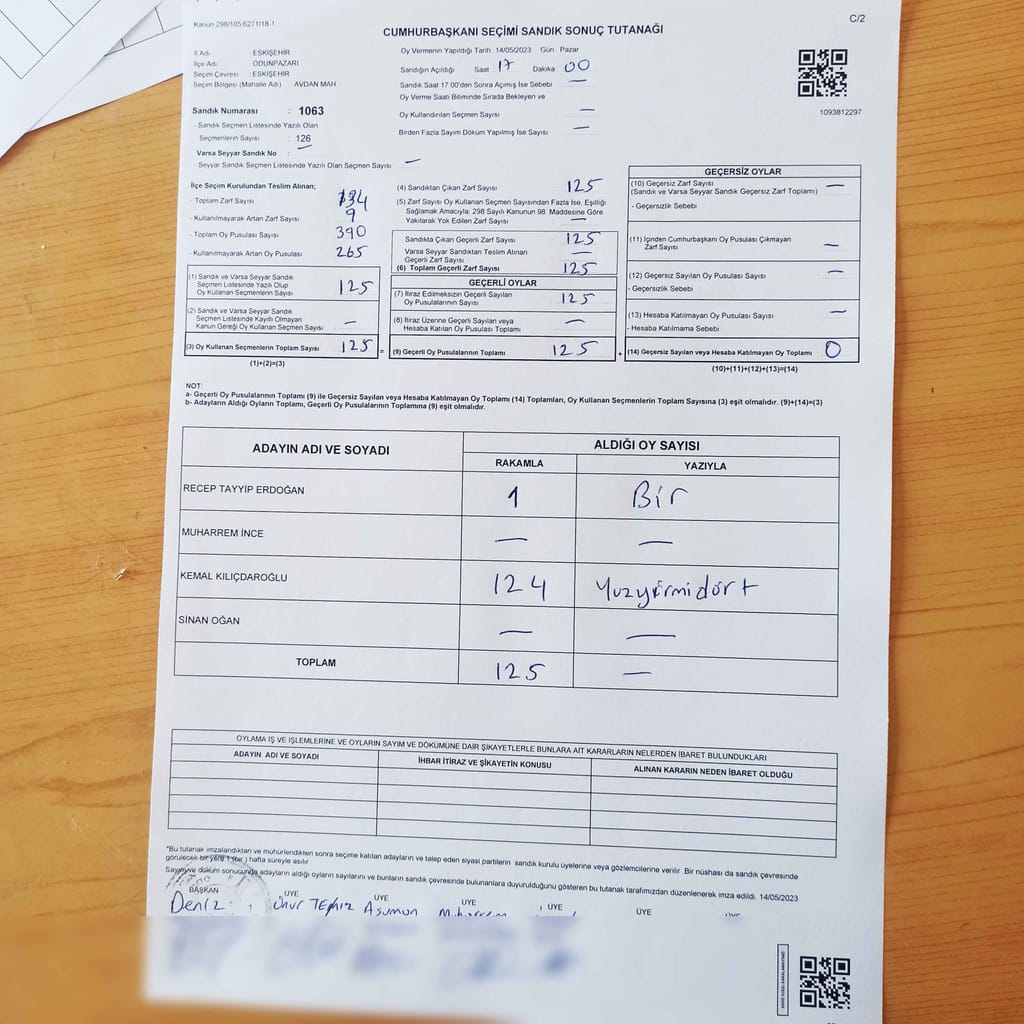 Kanun 298/105.6271/18-1
C/2
CUMHURBAŞKANI SEÇİMİ SANDIK SONUÇ TUTANAĞI
İl Adı ESKİŞEHİR
İlçe Adı ODUNPAZARI
Seçim Çevresi : ESKİŞEHİR
Seçim Bölgesi (Mahalle Adı) AVDAN MAH
Oy Vermenin Yapıldığı Tarih 14/05/2023 Gün : Pazar
Sandığın Açıldığı Saat 17 Dakika 00
Sandık Saat 17.00'den Sonra Açımış İse Sebebi —
Oy Verme Saati Bitiminde Sırada Bekleyen ve
Oy Kullandırılan Seçmen Sayısı —
Birden Fazla Sayım Döküm Yapılmış İse Sayısı —
1093812297
Sandık Numarası : 1063
- Sandık Seçmen Listesinde Yazılı Olan
Seçmenlerin Sayısı : 126
Varsa Seyyar Sandık No : —
- Seyyar Sandık Seçmen Listesinde Yazılı Olan Seçmen Sayısı —
İlçe Seçim Kurulundan Teslim Alınan;
- Toplam Zarf Sayısı 134
- Kullanılmayarak Artan Zarf Sayısı 9
- Toplam Oy Pusulası Sayısı 390
- Kullanılmayarak Artan Oy Pusulası 265
(1) Sandık ve Varsa Seyyar Sandık
Seçmen Listesinde Yazılı Olup
Oy Kullanan Seçmenlerin Sayısı 125
(2) Sandık ve Varsa Seyyar Sandık
Seçmen Listesinde Kayıtlı Olmayan
Kanun Gereği Oy Kullanan Seçmen Sayısı —
(3) Oy Kullanan Seçmenlerin Toplam Sayısı 125 =
(1)+(2)=(3)
(4) Sandıktan Çıkan Zarf Sayısı 125
(5) Zarf Sayısı Oy Kullanan Seçmen Sayısından Fazla İse, Eşitliği
Sağlamak Amacıyla; 298 Sayılı Kanunun 98. Maddesine Göre
Yakılarak Yok Edilen Zarf Sayısı —
Sandıkta Çıkan Geçerli Zarf Sayısı 125
Varsa Seyyar Sandıktan Teslim Alınan
Geçerli Zarf Sayısı —
(6) Toplam Geçerli Zarf Sayısı 125
GEÇERLİ OYLAR
(7) İtiraz Edilmeksizin Geçerli Sayılan
Oy Pusulalarının Sayısı 125
(8) İtiraz Üzerine Geçerli Sayılan veya
Hesaba Katılan Oy Pusulası Toplamı —
(9) Geçerli Oy Pusulalarının Toplamı 125 +
GEÇERSİZ OYLAR
(10) Geçersiz Zarf Sayısı —
(Sandık ve Varsa Seyyar Sandık Geçersiz Zarf Toplamı)
- Geçersizlik Sebebi
(11) İçinden Cumhurbaşkanı Oy Pusulası Çıkmayan
Zarf Sayısı —
(12) Geçersiz Sayılan Oy Pusulası Sayısı —
- Geçersizlik Sebebi
(13) Hesaba Katılmayan Oy Pusulası Sayısı —
- Hesaba Katılmama Sebebi
(14) Geçersiz Sayılan veya Hesaba Katılmayan Oy Toplamı 0
(10)+(11)+(12)+(13)=(14)
NOT:
a- Geçerli Oy Pusulalarının Toplamı (9) ile Geçersiz Sayılan veya Hesaba Katılmayan Oy Toplamı (14) Toplamları, Oy Kullanan Seçmenlerin Toplam Sayısına (3) eşit olmalıdır. (9)+(14)=(3)
b- Adayların Aldığı Oyların Toplamı, Geçerli Oy Pusulalarının Toplamına (9) eşit olmalıdır.
ADAYIN ADI VE SOYADI ALDIĞI OY SAYISI
RAKAMLA YAZIYLA
RECEP TAYYİP ERDOĞAN 1 Bir
MUHARREM İNCE — —
KEMAL KILIÇDAROĞLU 124 Yuzyirmidört
SİNAN OĞAN — —
TOPLAM 125 —
OYLAMA İŞ VE İŞLEMLERİNE VE OYLARIN SAYIM VE DÖKÜMÜNE DAİR ŞİKAYETLERLE BUNLARA AİT KARARLARIN NELERDEN İBARET BULUNDUKLARI
ADAYIN ADI VE SOYADI İHBAR İTİRAZ VE ŞİKAYETİN KONUSU ALINAN KARARIN NEDEN İBARET OLDUĞU
*Bu tutanak imzalandıktan ve mühürlendikten sonra seçime katılan adayların ve talep eden siyasi partilerin sandık kurulu üyelerine veya gözlemcilerine verilir. Bir nüshası da sandık çevresinde
görülecek bir yere 1 (bir ) hafta süreyle asılır
Sayım ve döküm sonucunda adayların aldığı oyların sayılarını ve bunların sandık çevresinde bulunanlara duyurulduğunu gösteren bu tutanak tarafımızdan düzenlenerek imza edildi. 14/05/2023
BAŞKAN ÜYE ÜYE ÜYE ÜYE ÜYE ÜYE
Deniz Onur Asuman Muharrem